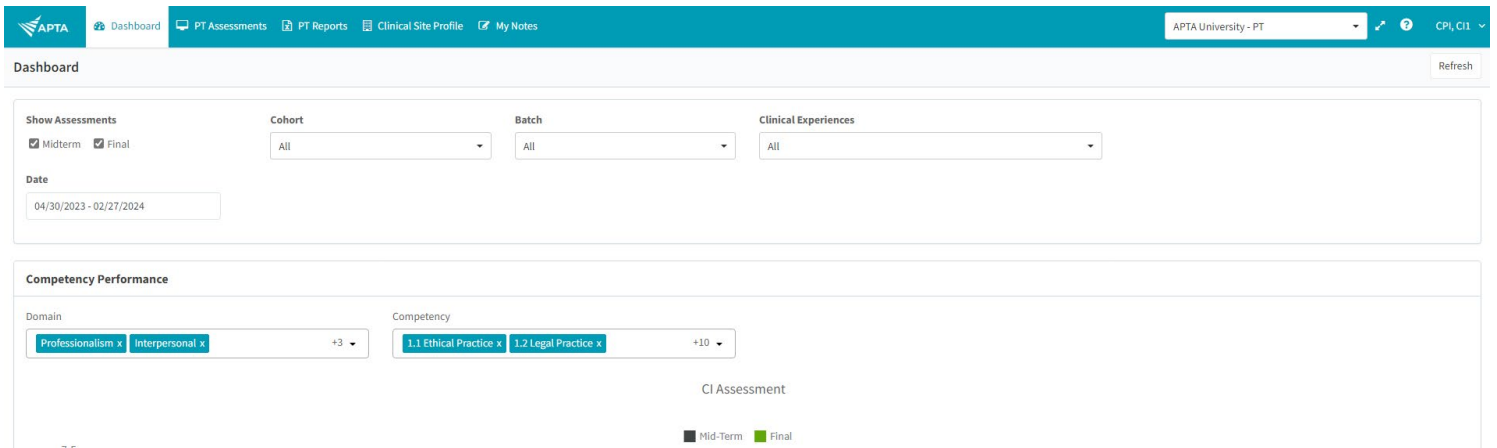 APTA Dashboard PT Assessments PT Reports Clinical Site Profile My Notes APTA University - PT CPI, CI1
Dashboard Refresh
Show Assessments Cohort Batch Clinical Experiences
Midterm Final All All All
Date
04/30/2023 - 02/27/2024
Competency Performance
Domain Competency
Professionalism x Interpersonal x +3 1.1 Ethical Practice x 1.2 Legal Practice x +10
CI Assessment
Mid-Term Final